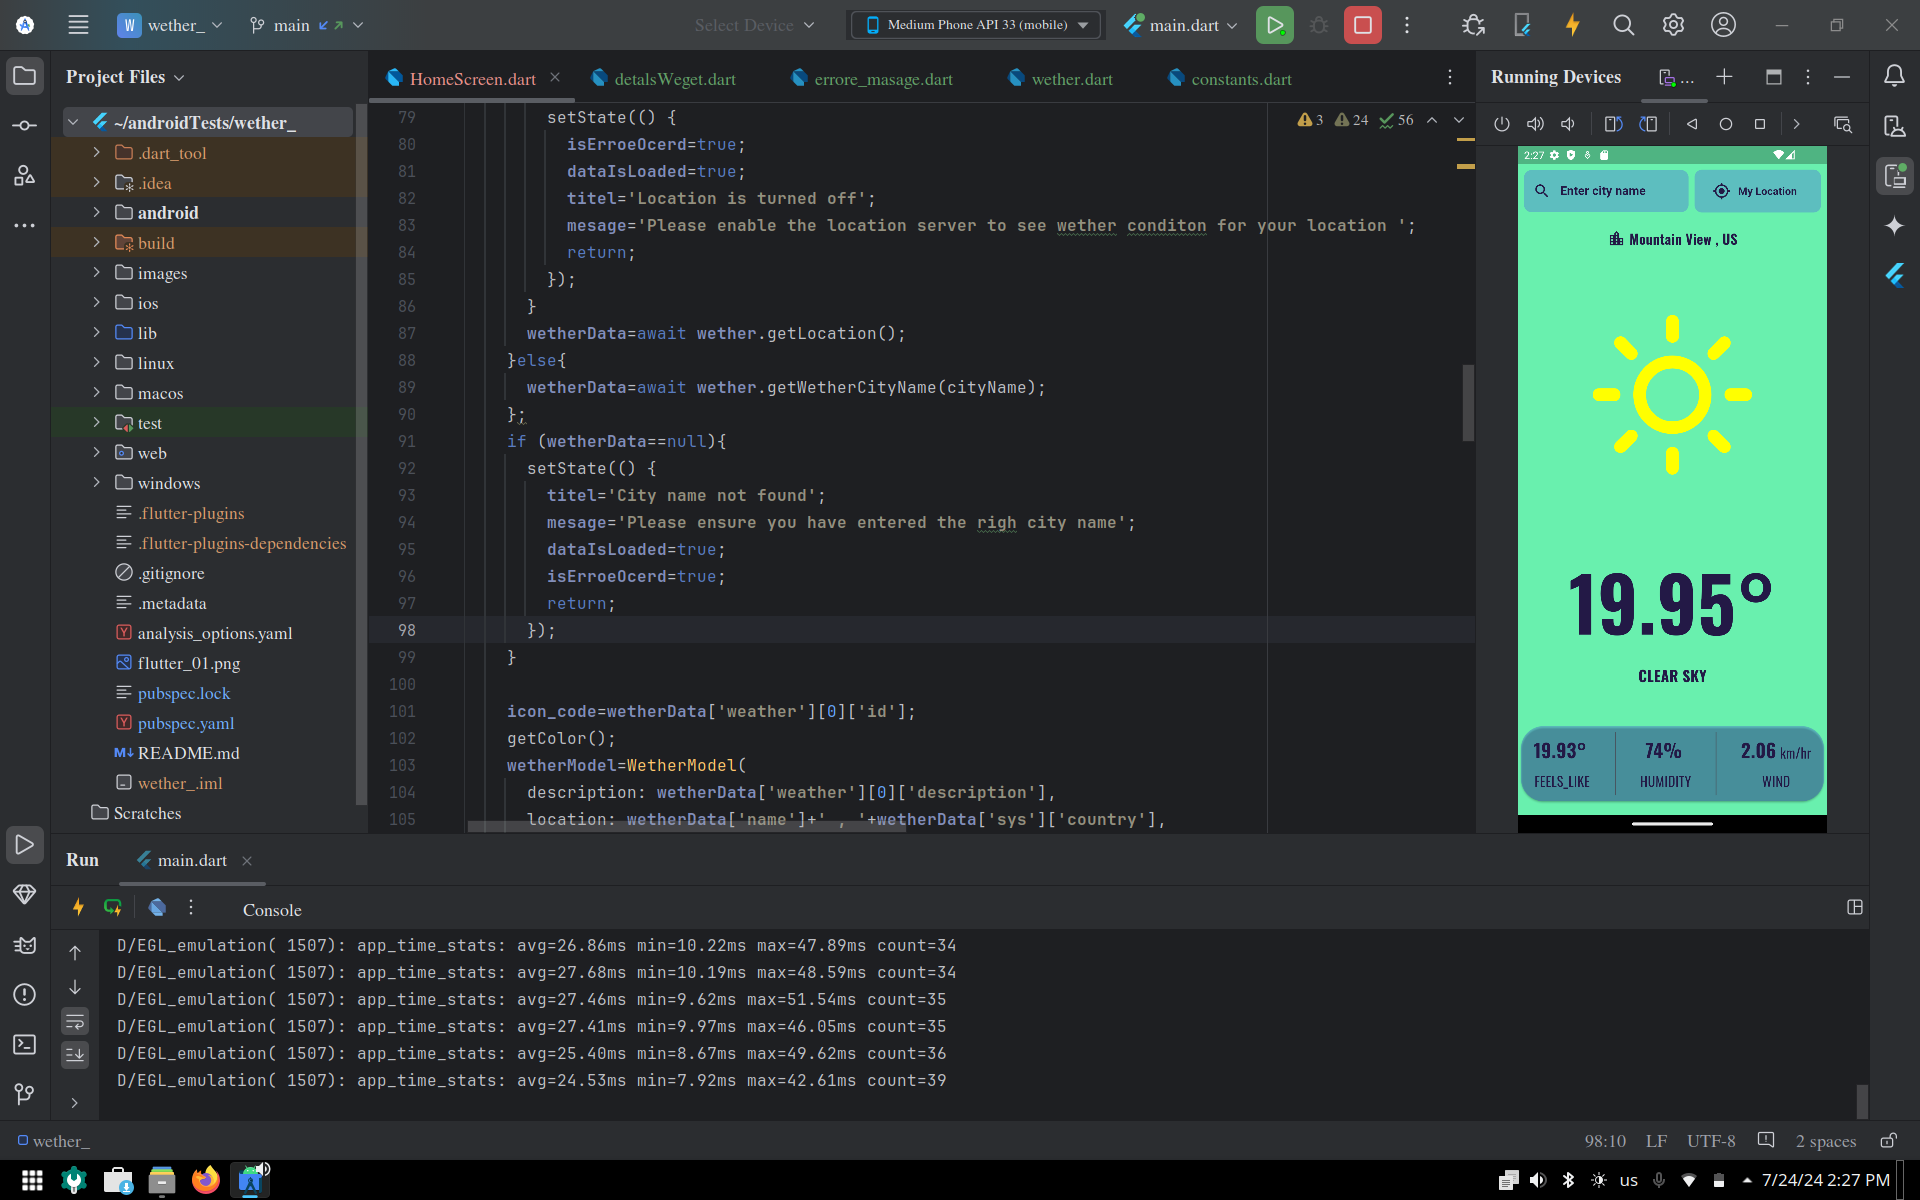 W wether_ main Select Device Medium Phone API 33 (mobile) main.dart
Project Files
~/androidTests/wether_
.dart_tool
.idea
android
build
images
ios
lib
linux
macos
test
web
windows
.flutter-plugins
.flutter-plugins-dependencies
.gitignore
.metadata
analysis_options.yaml
flutter_01.png
pubspec.lock
pubspec.yaml
README.md
wether_.iml
Scratches
HomeScreen.dart detalsWeget.dart errore_masage.dart wether.dart constants.dart
3 24 56
79 setState(() {
80 isErroeOcerd=true;
81 dataIsLoaded=true;
82 titel='Location is turned off';
83 mesage='Please enable the location server to see wether conditon for your location ';
84 return;
85 });
86 }
87 wetherData=await wether.getLocation();
88 }else{
89 wetherData=await wether.getWetherCityName(cityName);
90 };
91 if (wetherData==null){
92 setState(() {
93 titel='City name not found';
94 mesage='Please ensure you have entered the righ city name';
95 dataIsLoaded=true;
96 isErroeOcerd=true;
97 return;
98 });
99 }
100
101 icon_code=wetherData['weather'][0]['id'];
102 getColor();
103 wetherModel=WetherModel(
104 description: wetherData['weather'][0]['description'],
105 location: wetherData['name']+' , '+wetherData['sys']['country'],
Running Devices ...
2:27
Enter city name My Location
Mountain View , US
19.95°
CLEAR SKY
19.93° 74% 2.06 km/hr
FEELS_LIKE HUMIDITY WIND
Run main.dart
Console
D/EGL_emulation( 1507): app_time_stats: avg=26.86ms min=10.22ms max=47.89ms count=34
D/EGL_emulation( 1507): app_time_stats: avg=27.68ms min=10.19ms max=48.59ms count=34
D/EGL_emulation( 1507): app_time_stats: avg=27.46ms min=9.62ms max=51.54ms count=35
D/EGL_emulation( 1507): app_time_stats: avg=27.41ms min=9.97ms max=46.05ms count=35
D/EGL_emulation( 1507): app_time_stats: avg=25.40ms min=8.67ms max=49.62ms count=36
D/EGL_emulation( 1507): app_time_stats: avg=24.53ms min=7.92ms max=42.61ms count=39
wether_ 98:10 LF UTF-8 2 spaces
us 7/24/24 2:27 PM